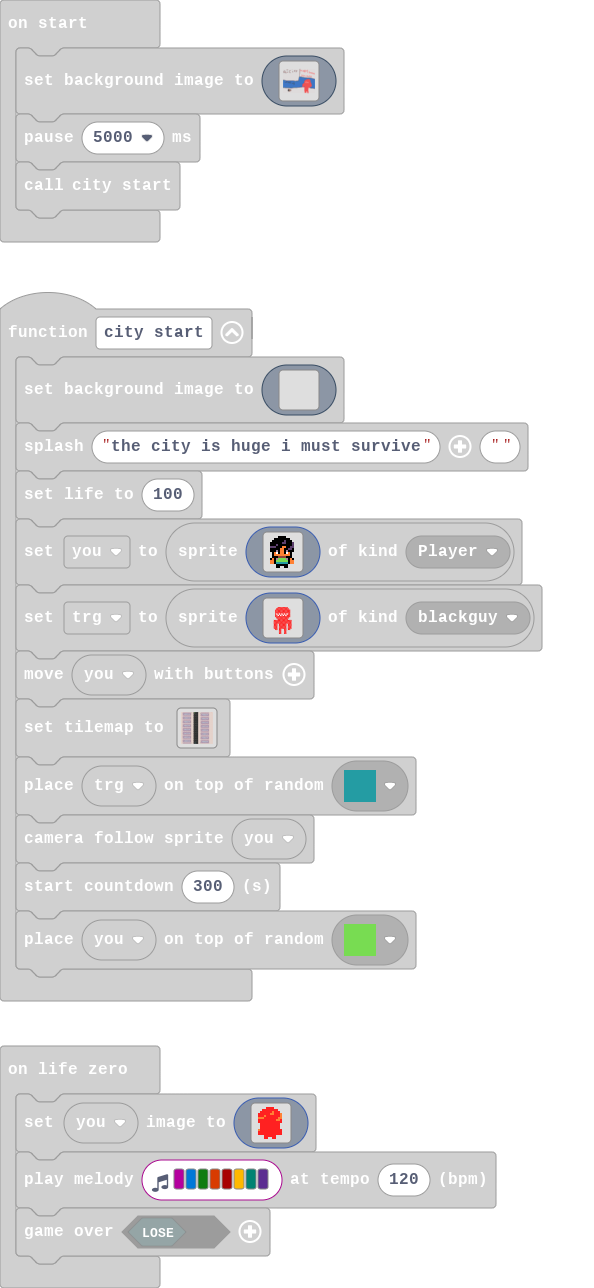 on start
set background image to
pause 5000 ms
call city start
function city start
set background image to
splash "the city is huge i must survive" ""
set life to 100
set you to sprite of kind Player
set trg to sprite of kind blackguy
move you with buttons
set tilemap to
place trg on top of random
camera follow sprite you
start countdown 300 (s)
place you on top of random
on life zero
set you image to
play melody at tempo 120 (bpm)
game over LOSE